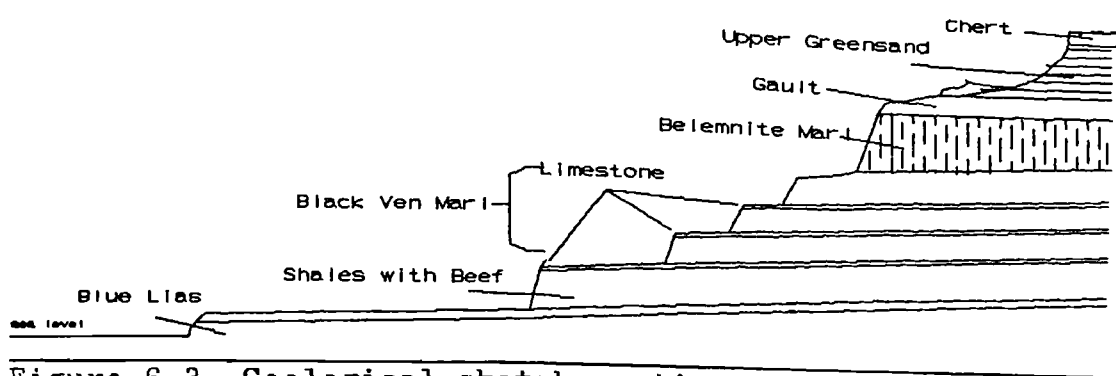 Chert
Upper Greensand
Gault
Belemnite Marl
Limestone
Black Ven Marl
Shales with Beef
Blue Lias
sea level
Figure 6.3 Geological sketch